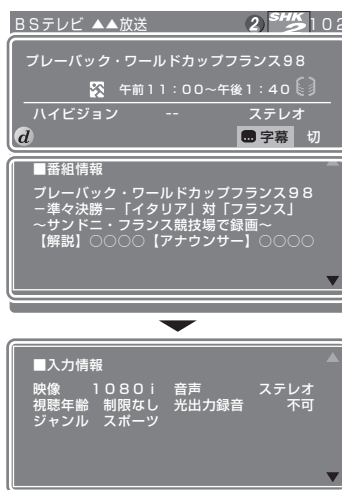 BSテレビ ▲▲放送 2 SHK 2 102
プレーバック・ワールドカップフランス98
午前11：00～午後1：40
ハイビジョン -- ステレオ
d ... 字幕 切
■番組情報
プレーバック・ワールドカップフランス98
－準々決勝－「イタリア」対「フランス」
～サンドニ・フランス競技場で録画～
【解説】○○○○【アナウンサー】○○○○
■入力情報
映像 1080i 音声 ステレオ
視聴年齢 制限なし 光出力録音 不可
ジャンル スポーツ